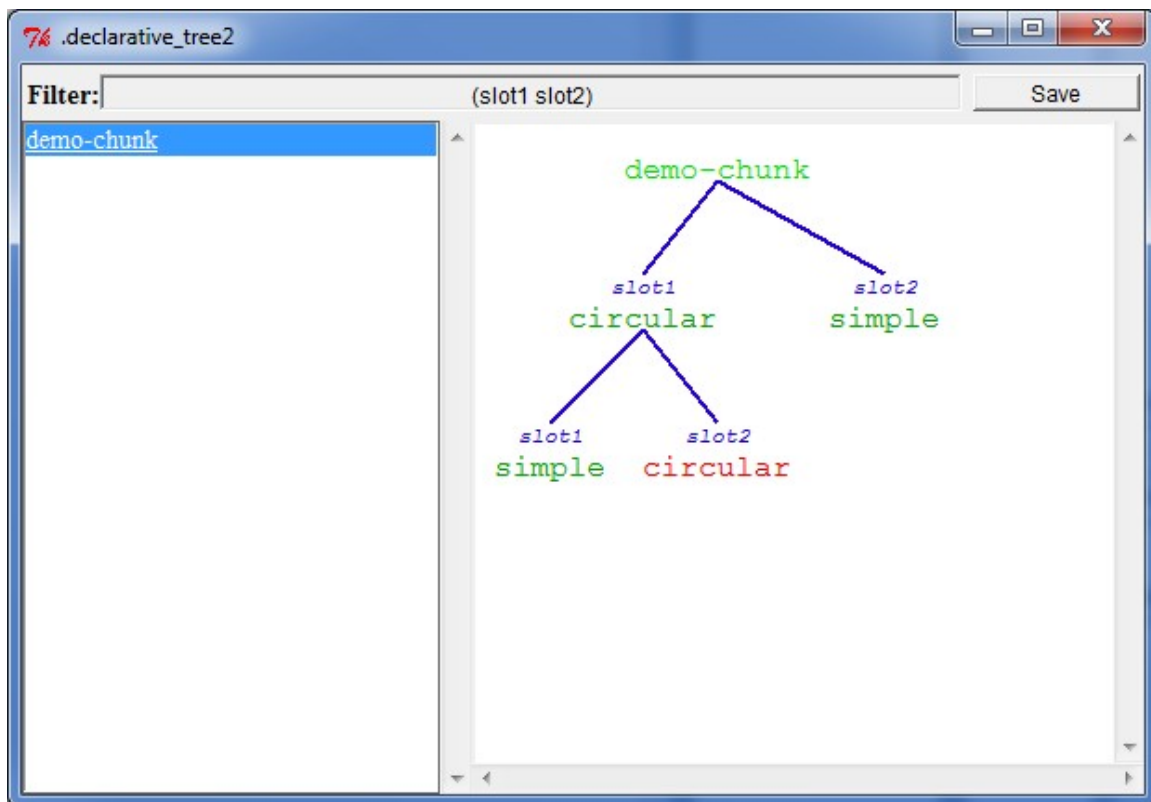 .declarative_tree2
Filter: (slot1 slot2) Save
demo-chunk
demo-chunk
slot1 slot2
circular simple
slot1 slot2
simple circular